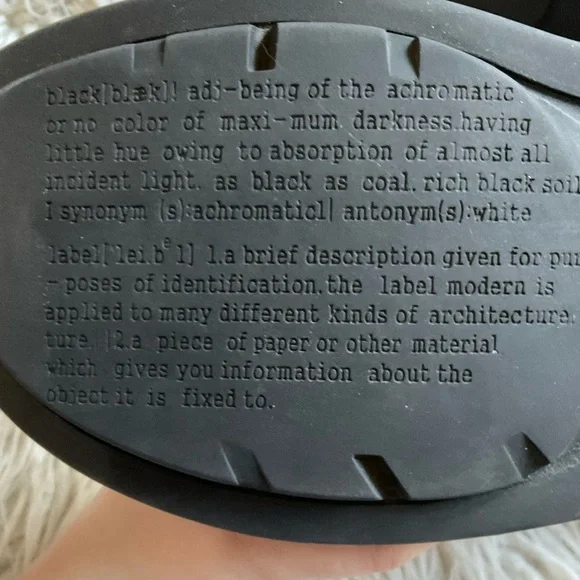 black[blæk]! adj-being of the achromatic
or no color of maxi-mum darkness.having
little hue owing to absorption of almost all
incident light. as black as coal. rich black soil
I synonym (s):achromatic1| antonym(s):white
label['lei.bᵉ l] 1.a brief description given for pur
-poses of identification.the label modern is
applied to many different kinds of architecture.
ture. |2.a piece of paper or other material
which gives you information about the
object it is fixed to.